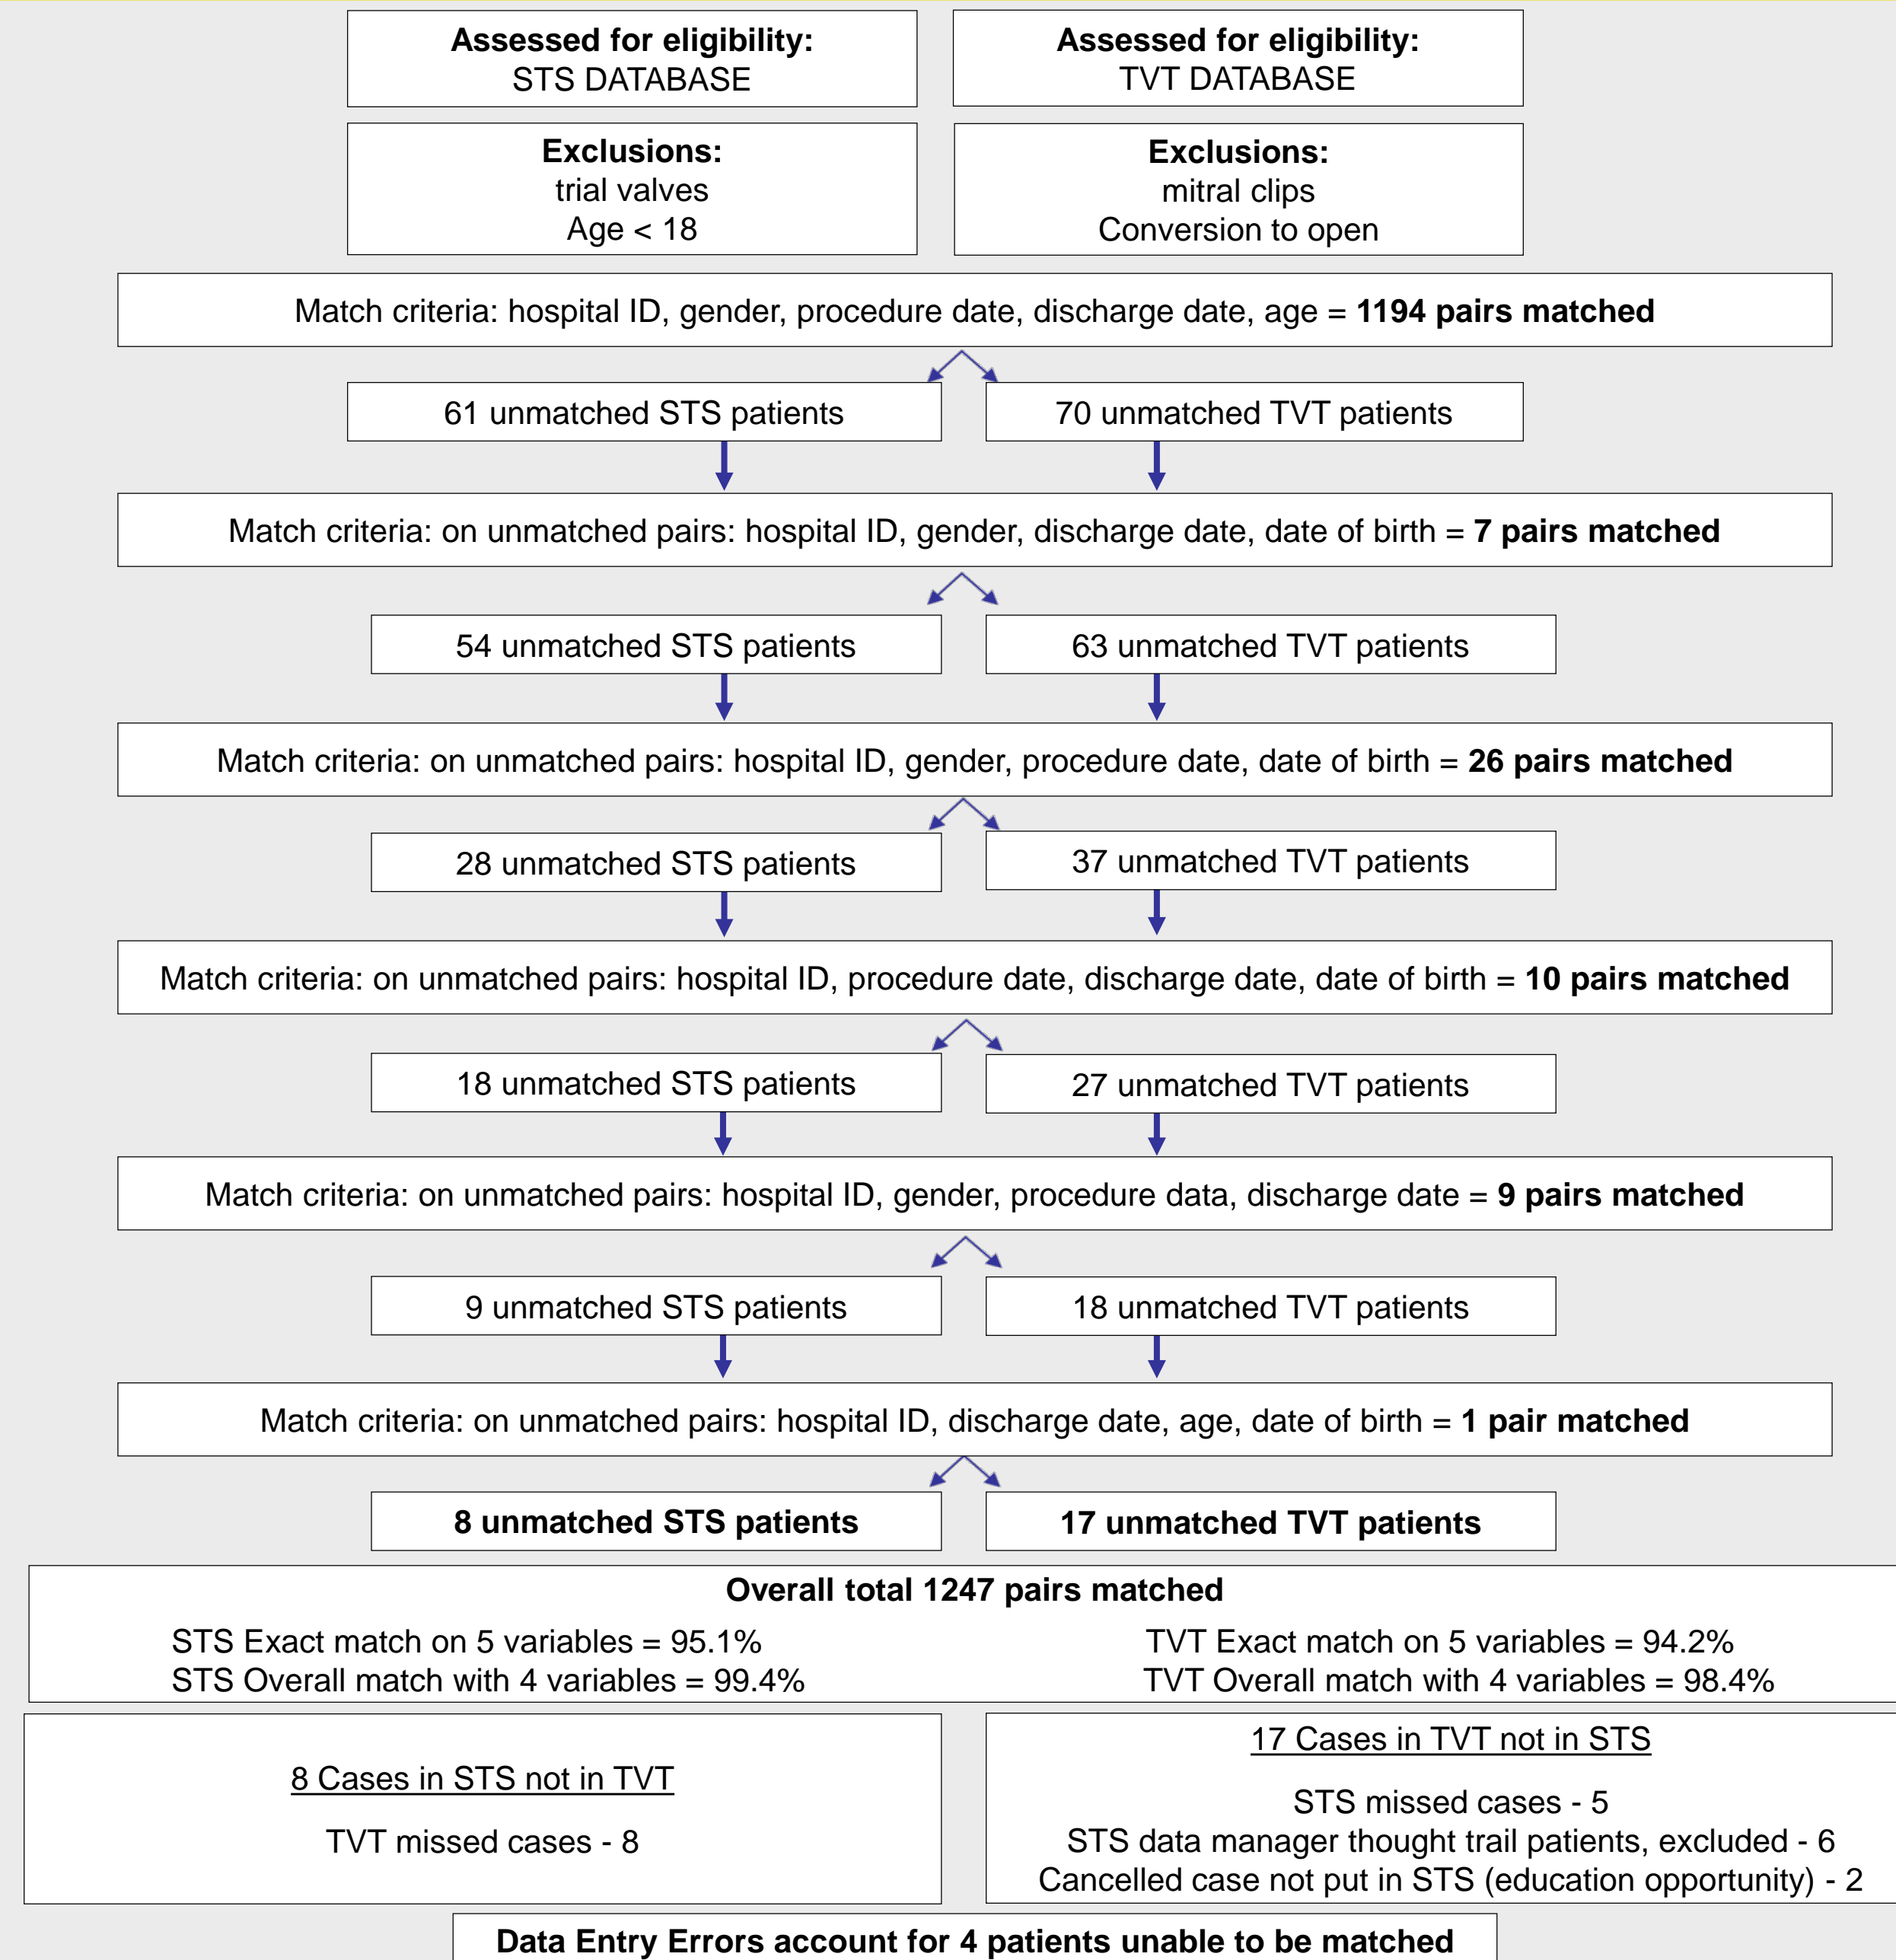 Assessed for eligibility:
STS DATABASE
Assessed for eligibility:
TVT DATABASE
Exclusions:
trial valves
Age < 18
Exclusions:
mitral clips
Conversion to open
Match criteria: hospital ID, gender, procedure date, discharge date, age = 1194 pairs matched
61 unmatched STS patients
70 unmatched TVT patients
Match criteria: on unmatched pairs: hospital ID, gender, discharge date, date of birth = 7 pairs matched
54 unmatched STS patients
63 unmatched TVT patients
Match criteria: on unmatched pairs: hospital ID, gender, procedure date, date of birth = 26 pairs matched
28 unmatched STS patients
37 unmatched TVT patients
Match criteria: on unmatched pairs: hospital ID, procedure date, discharge date, date of birth = 10 pairs matched
18 unmatched STS patients
27 unmatched TVT patients
Match criteria: on unmatched pairs: hospital ID, gender, procedure data, discharge date = 9 pairs matched
9 unmatched STS patients
18 unmatched TVT patients
Match criteria: on unmatched pairs: hospital ID, discharge date, age, date of birth = 1 pair matched
8 unmatched STS patients
17 unmatched TVT patients
Overall total 1247 pairs matched
STS Exact match on 5 variables = 95.1%
STS Overall match with 4 variables = 99.4%
TVT Exact match on 5 variables = 94.2%
TVT Overall match with 4 variables = 98.4%
8 Cases in STS not in TVT
TVT missed cases - 8
17 Cases in TVT not in STS
STS missed cases - 5
STS data manager thought trail patients, excluded - 6
Cancelled case not put in STS (education opportunity) - 2
Data Entry Errors account for 4 patients unable to be matched